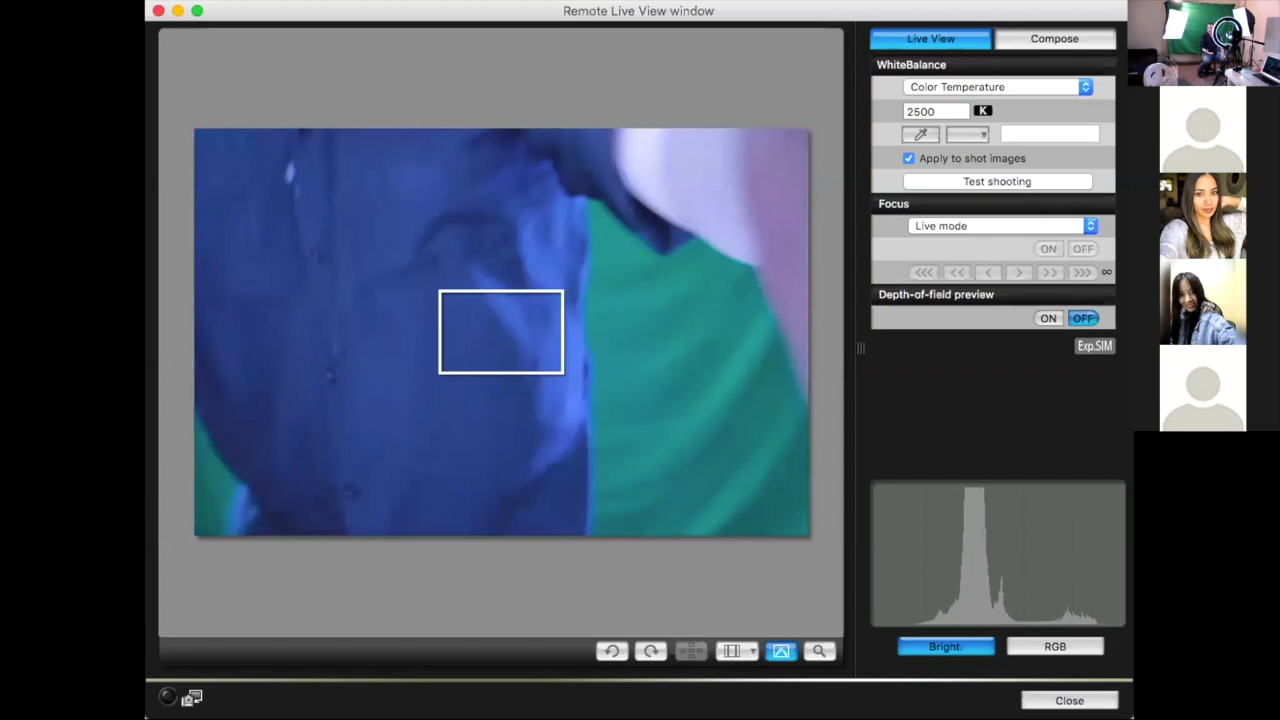 Remote Live View window
Live View
Compose
WhiteBalance
Color Temperature
2500
K
Apply to shot images
Test shooting
Focus
Live mode
ON
OFF
<<<
<<
<
>
>>
>>>
∞
Depth-of-field preview
ON
OFF
Exp.SIM
Bright.
RGB
Close